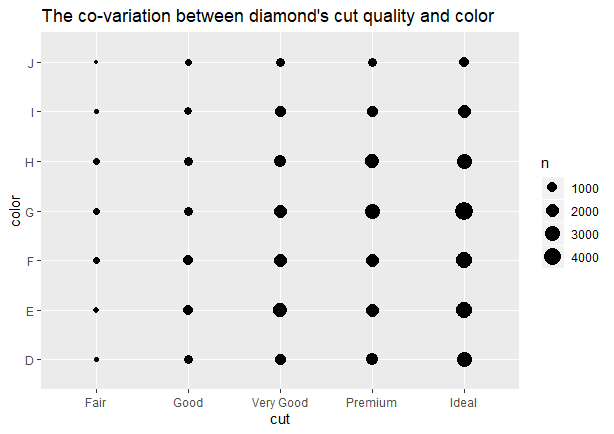 The co-variation between diamond's cut quality and color
J
I
H
G
F
E
D
color
Fair Good Very Good Premium Ideal
cut
n
1000
2000
3000
4000